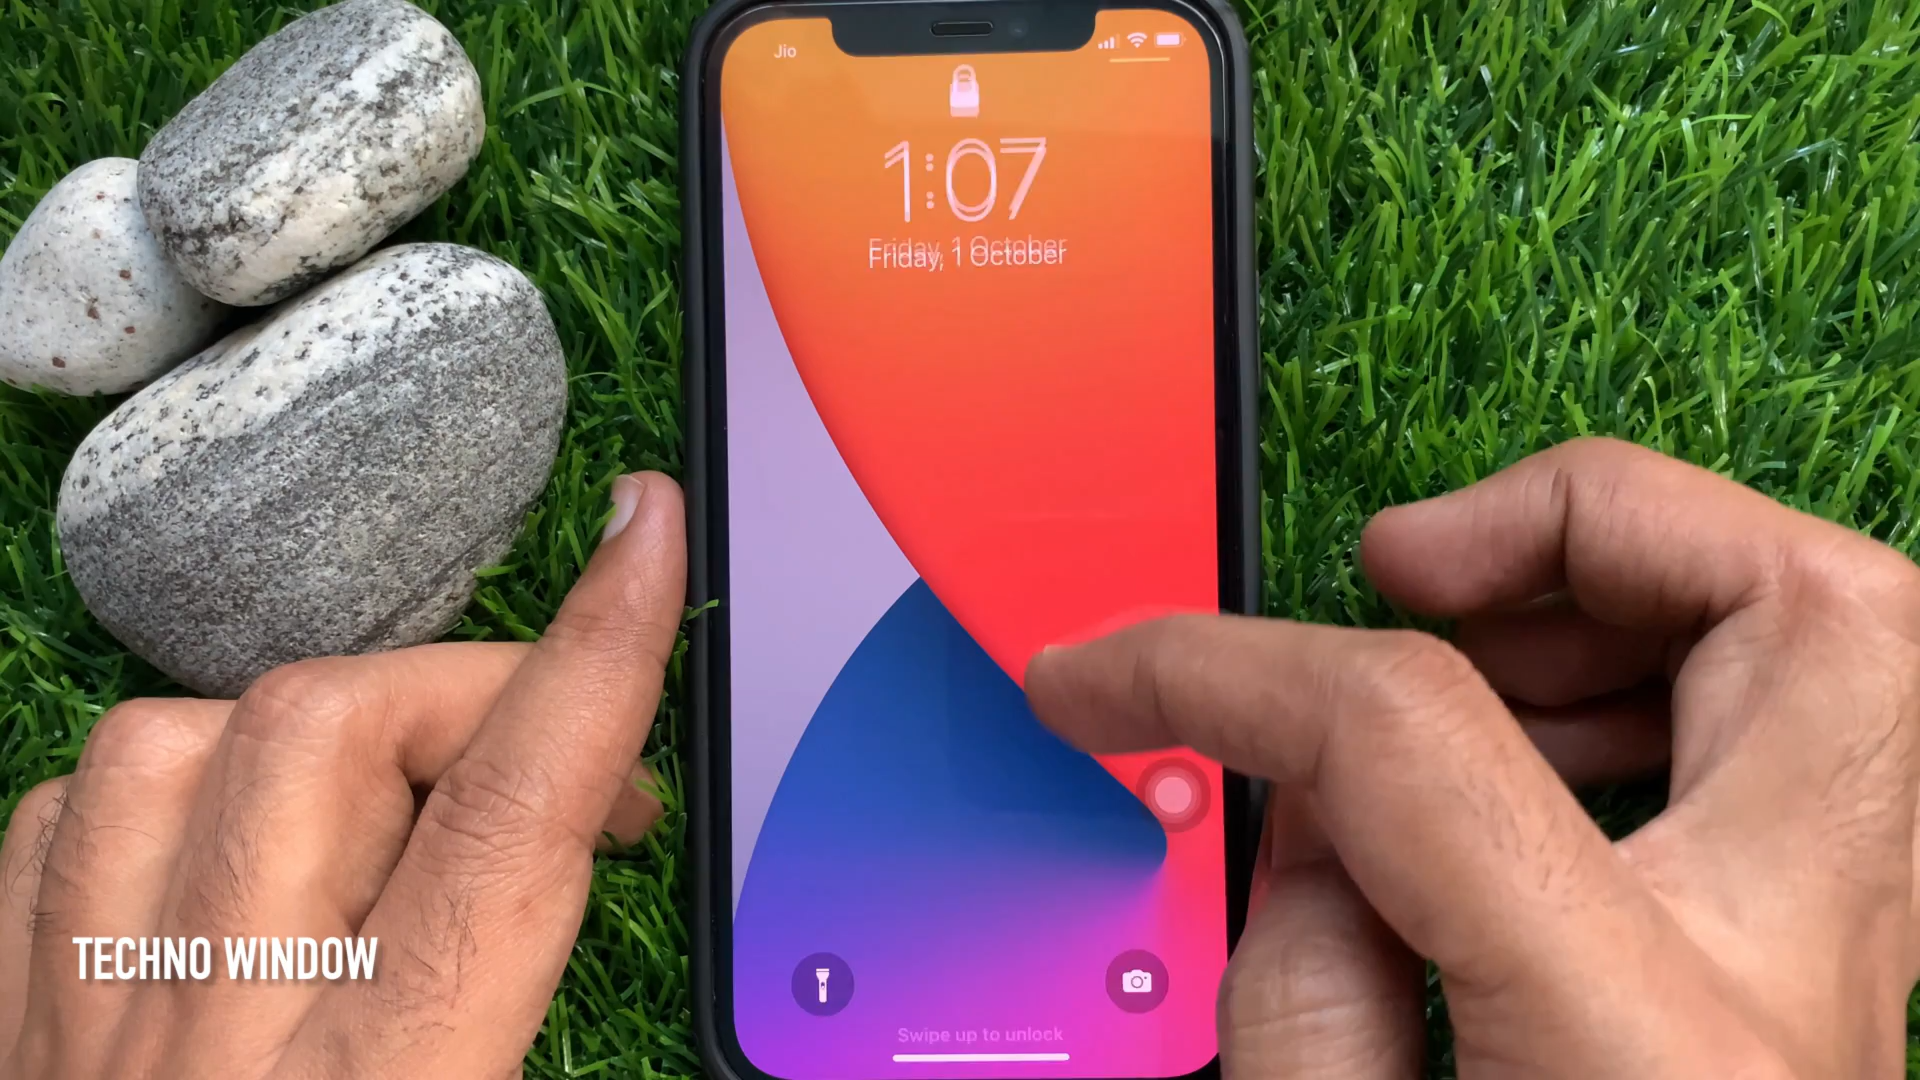 Jio
1:07
Friday, 1 October
Swipe up to unlock
TECHNO WINDOW